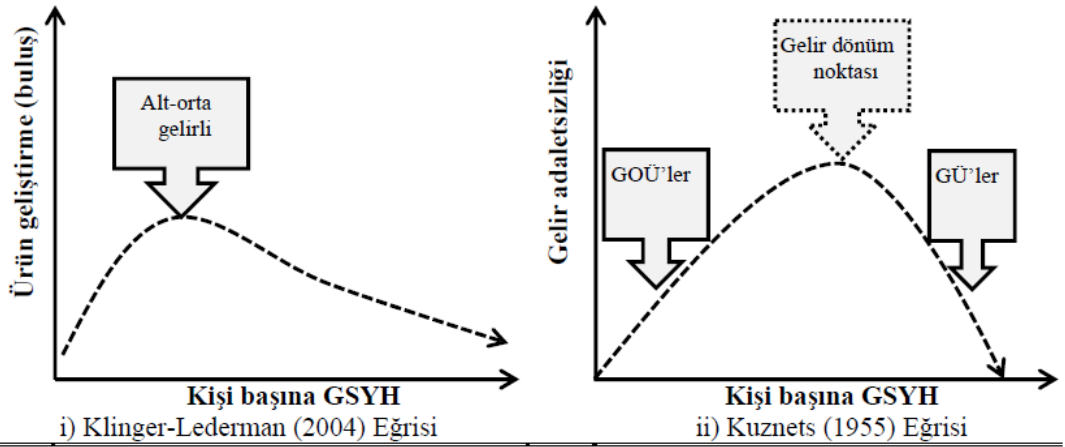 Ürün geliştirme (buluş)
Alt-orta
gelirli
Kişi başına GSYH
i) Klinger-Lederman (2004) Eğrisi
Gelir adaletsizliği
Gelir dönüm
noktası
GOÜ’ler
GÜ’ler
Kişi başına GSYH
ii) Kuznets (1955) Eğrisi